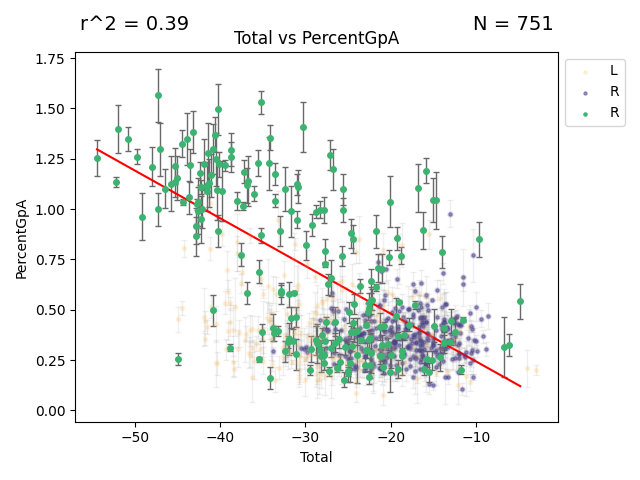 r^2 = 0.39 N = 751
Total vs PercentGpA
1.75
1.50
1.25
1.00
0.75
0.50
0.25
0.00
PercentGpA
−50 −40 −30 −20 −10
Total
L
R
R